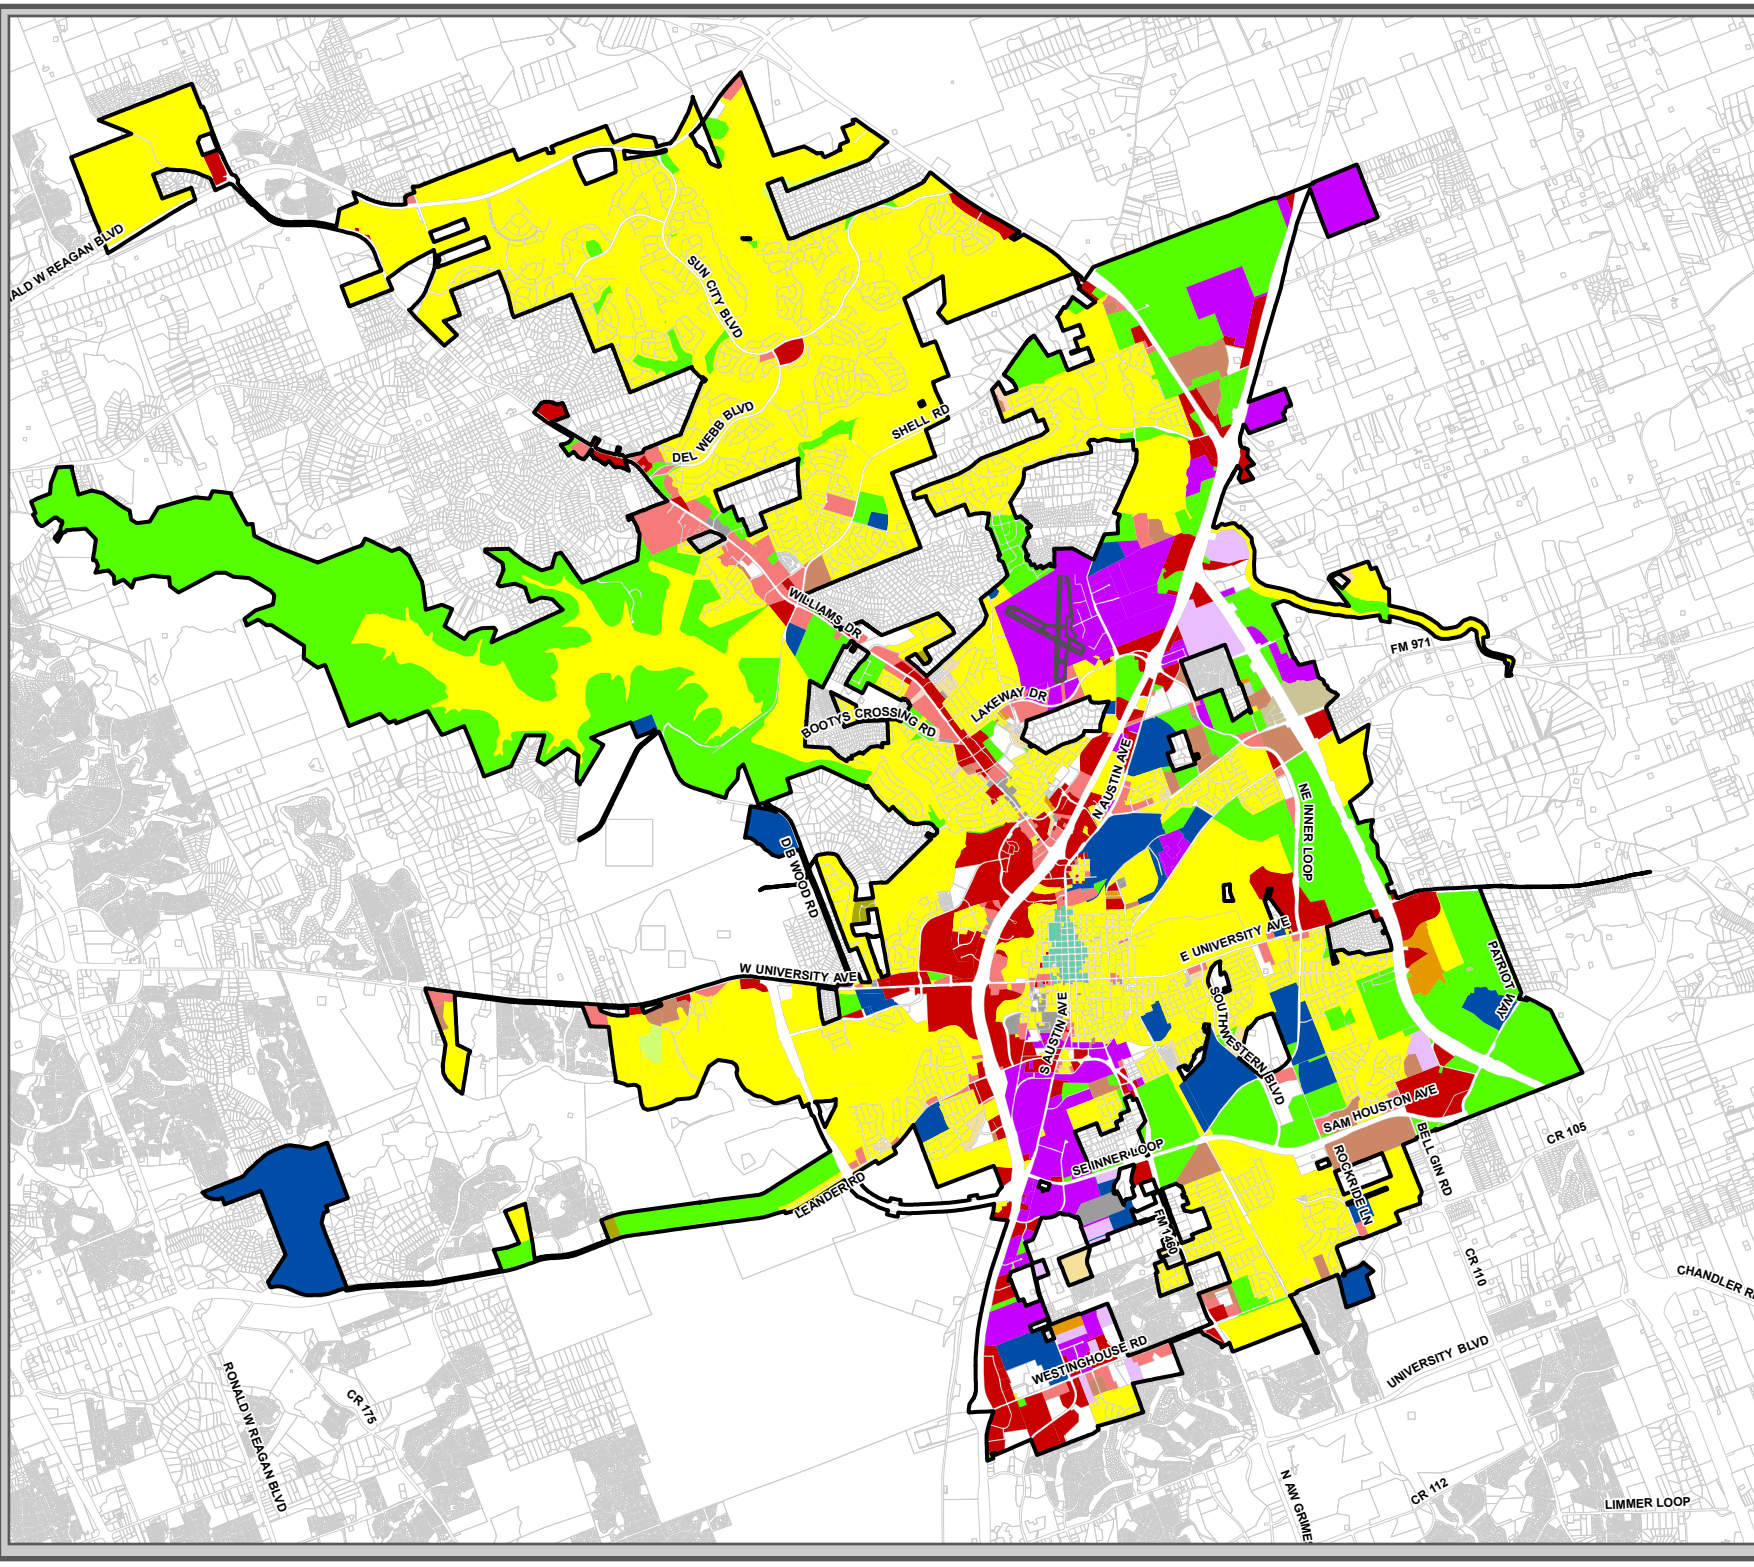 ALD W REAGAN BLVD
SUN CITY BLVD
DEL WEBB BLVD
SHELL RD
WILLIAMS DR
FM 971
LAKEWAY DR
BOOTYS CROSSING RD
N AUSTIN AVE
NE INNER LOOP
D B WOOD RD
E UNIVERSITY AVE
W UNIVERSITY AVE
PATRIOT WAY
S AUSTIN AVE
SOUTHWESTERN BLVD
SAM HOUSTON AVE
CR 105
SE INNER LOOP
BELL GIN RD
ROCKRIDE LN
LEANDER RD
FM 1460
CR 110
CHANDLER R
WESTINGHOUSE RD
UNIVERSITY BLVD
RONALD W REAGAN BLVD
CR 175
N AW GRIMES
CR 112
LIMMER LOOP